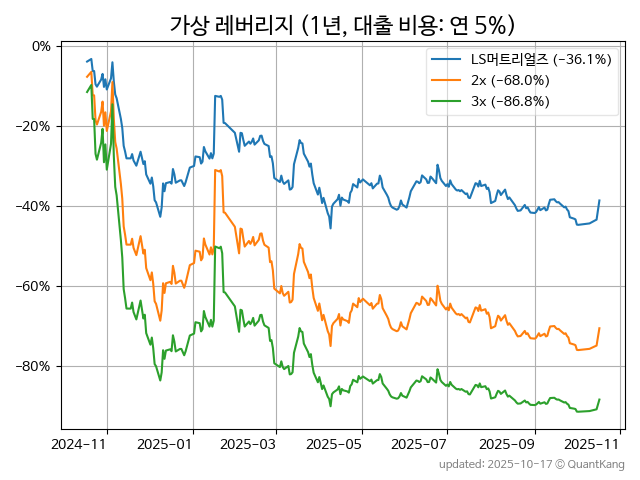 가상 레버리지 (1년, 대출 비용: 연 5%)
LS머트리얼즈 (−36.1%)
2x (−68.0%)
3x (−86.8%)
0%
−20%
−40%
−60%
−80%
2024−11 2025−01 2025−03 2025−05 2025−07 2025−09 2025−11
updated: 2025-10-17 © QuantKang